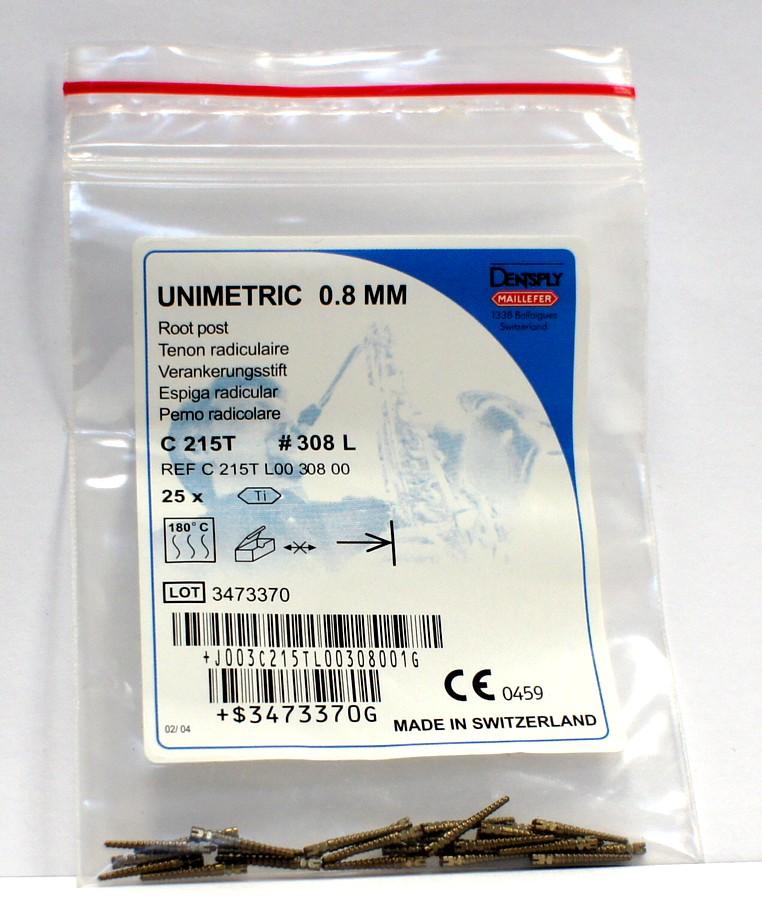 DENSPLY
MAILLEFER
1338 Ballaigues
Switzerland
UNIMETRIC 0.8 MM
Root post
Tenon radiculaire
Verankerungsstift
Espiga radicular
Perno radicolare
C 215T # 308 L
REF C 215T L00 308 00
25 x Ti
180° C
LOT 3473370
+J003C215TL00308001G
+$3473370G
CE 0459
02/ 04
MADE IN SWITZERLAND